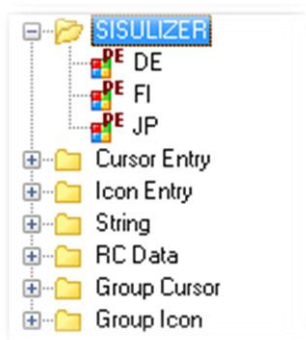 SISULIZER
PE DE
PE FI
PE JP
Cursor Entry
Icon Entry
String
RC Data
Group Cursor
Group Icon